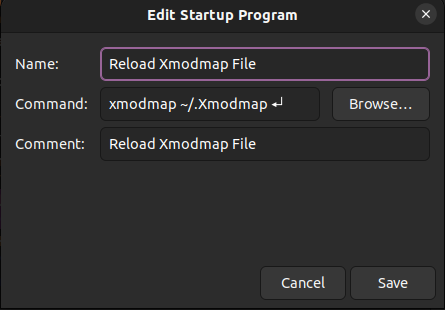 Edit Startup Program
Name: Reload Xmodmap File
Command: xmodmap ~/.Xmodmap ↵ Browse...
Comment: Reload Xmodmap File
Cancel Save